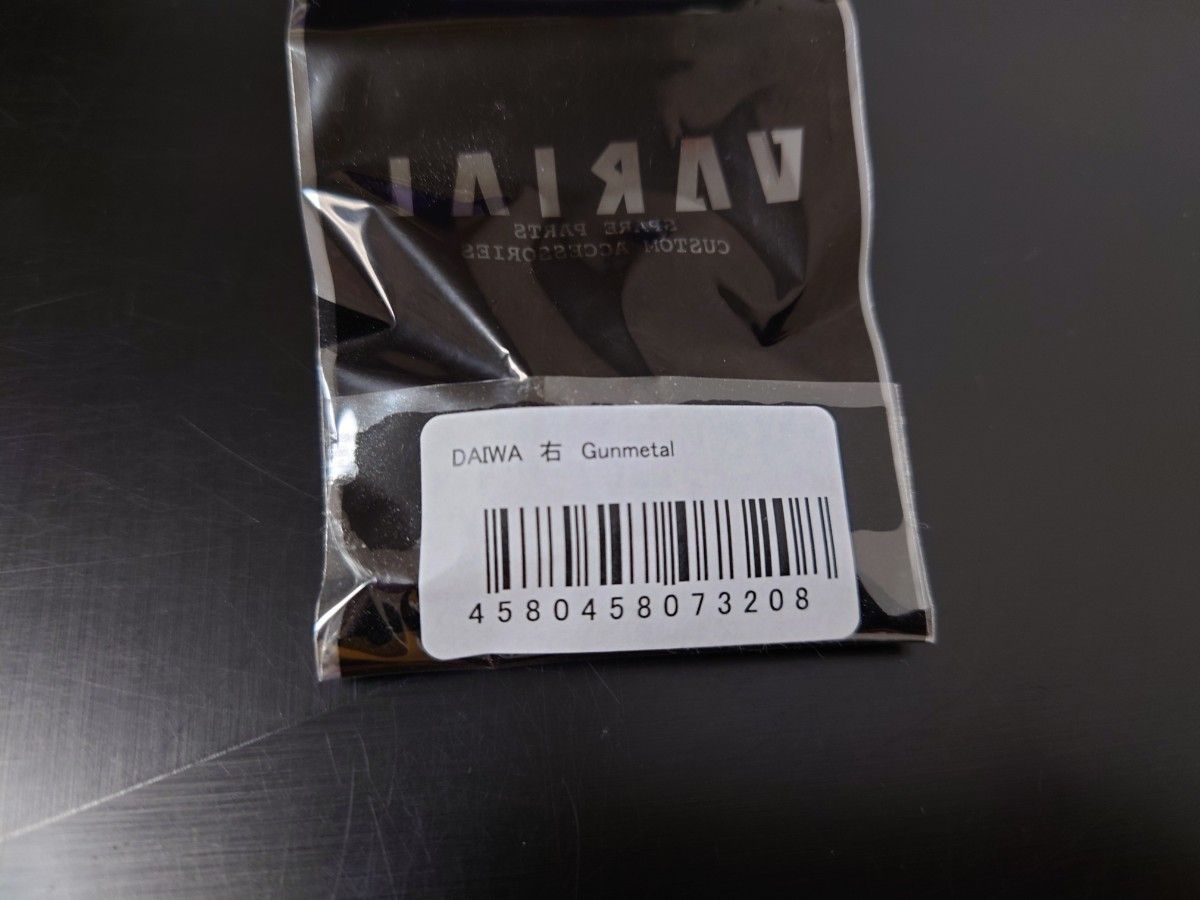 VARIAL
SPARE PARTS
CUSTOM ACCESSORIES
DAIWA 右 Gunmetal
4580458073208